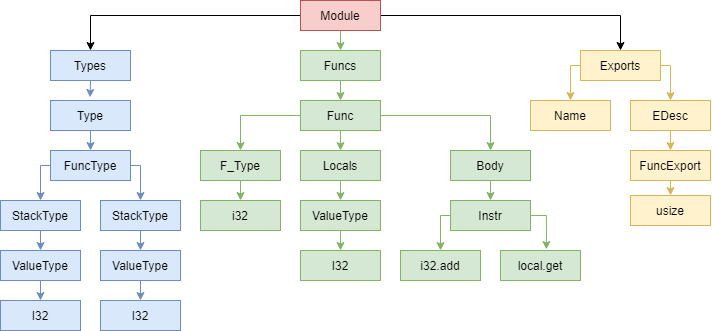 Module
Types
Funcs
Exports
Type
Func
Name
EDesc
FuncType
F_Type
Locals
Body
FuncExport
StackType
StackType
i32
ValueType
Instr
usize
ValueType
ValueType
I32
i32.add
local.get
I32
I32